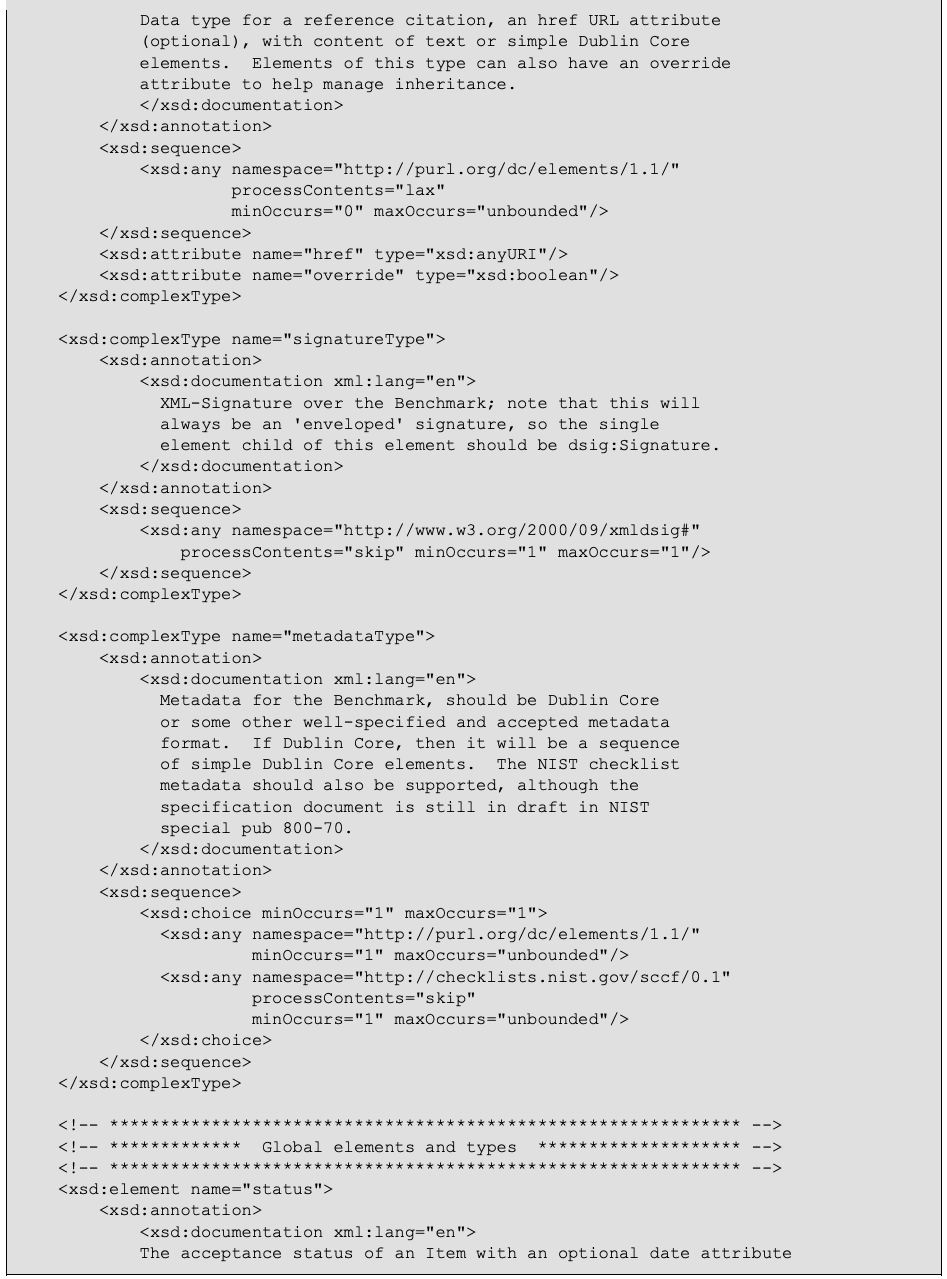 Data type for a reference citation, an href URL attribute
(optional), with content of text or simple Dublin Core
elements.  Elements of this type can also have an override
attribute to help manage inheritance.
</xsd:documentation>
</xsd:annotation>
<xsd:sequence>
<xsd:any namespace="http://purl.org/dc/elements/1.1/"
processContents="lax"
minOccurs="0" maxOccurs="unbounded"/>
</xsd:sequence>
<xsd:attribute name="href" type="xsd:anyURI"/>
<xsd:attribute name="override" type="xsd:boolean"/>
</xsd:complexType>
<xsd:complexType name="signatureType">
<xsd:annotation>
<xsd:documentation xml:lang="en">
XML-Signature over the Benchmark; note that this will
always be an 'enveloped' signature, so the single
element child of this element should be dsig:Signature.
</xsd:documentation>
</xsd:annotation>
<xsd:sequence>
<xsd:any namespace="http://www.w3.org/2000/09/xmldsig#"
processContents="skip" minOccurs="1" maxOccurs="1"/>
</xsd:sequence>
</xsd:complexType>
<xsd:complexType name="metadataType">
<xsd:annotation>
<xsd:documentation xml:lang="en">
Metadata for the Benchmark, should be Dublin Core
or some other well-specified and accepted metadata
format.  If Dublin Core, then it will be a sequence
of simple Dublin Core elements.  The NIST checklist
metadata should also be supported, although the
specification document is still in draft in NIST
special pub 800-70.
</xsd:documentation>
</xsd:annotation>
<xsd:sequence>
<xsd:choice minOccurs="1" maxOccurs="1">
<xsd:any namespace="http://purl.org/dc/elements/1.1/"
minOccurs="1" maxOccurs="unbounded"/>
<xsd:any namespace="http://checklists.nist.gov/sccf/0.1"
processContents="skip"
minOccurs="1" maxOccurs="unbounded"/>
</xsd:choice>
</xsd:sequence>
</xsd:complexType>
<!-- ************************************************************** -->
<!-- *************  Global elements and types  ******************** -->
<!-- ************************************************************** -->
<xsd:element name="status">
<xsd:annotation>
<xsd:documentation xml:lang="en">
The acceptance status of an Item with an optional date attribute